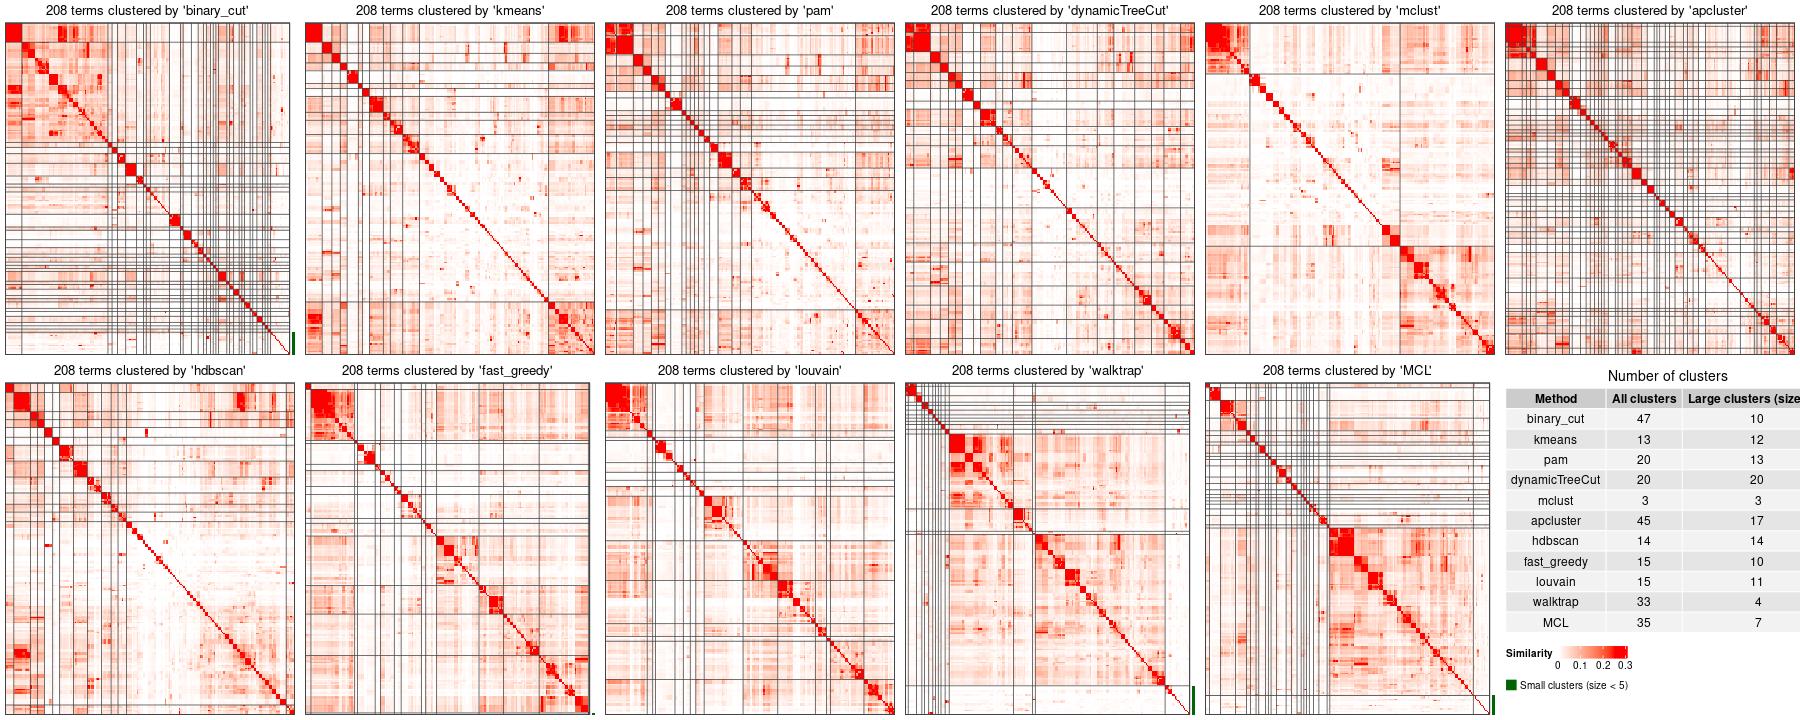 208 terms clustered by 'binary_cut'
208 terms clustered by 'kmeans'
208 terms clustered by 'pam'
208 terms clustered by 'dynamicTreeCut'
208 terms clustered by 'mclust'
208 terms clustered by 'apcluster'
208 terms clustered by 'hdbscan'
208 terms clustered by 'fast_greedy'
208 terms clustered by 'louvain'
208 terms clustered by 'walktrap'
208 terms clustered by 'MCL'
Number of clusters
Method All clusters Large clusters (size
binary_cut 47 10
kmeans 13 12
pam 20 13
dynamicTreeCut 20 20
mclust 3 3
apcluster 45 17
hdbscan 14 14
fast_greedy 15 10
louvain 15 11
walktrap 33 4
MCL 35 7
Similarity
0 0.1 0.2 0.3
Small clusters (size < 5)